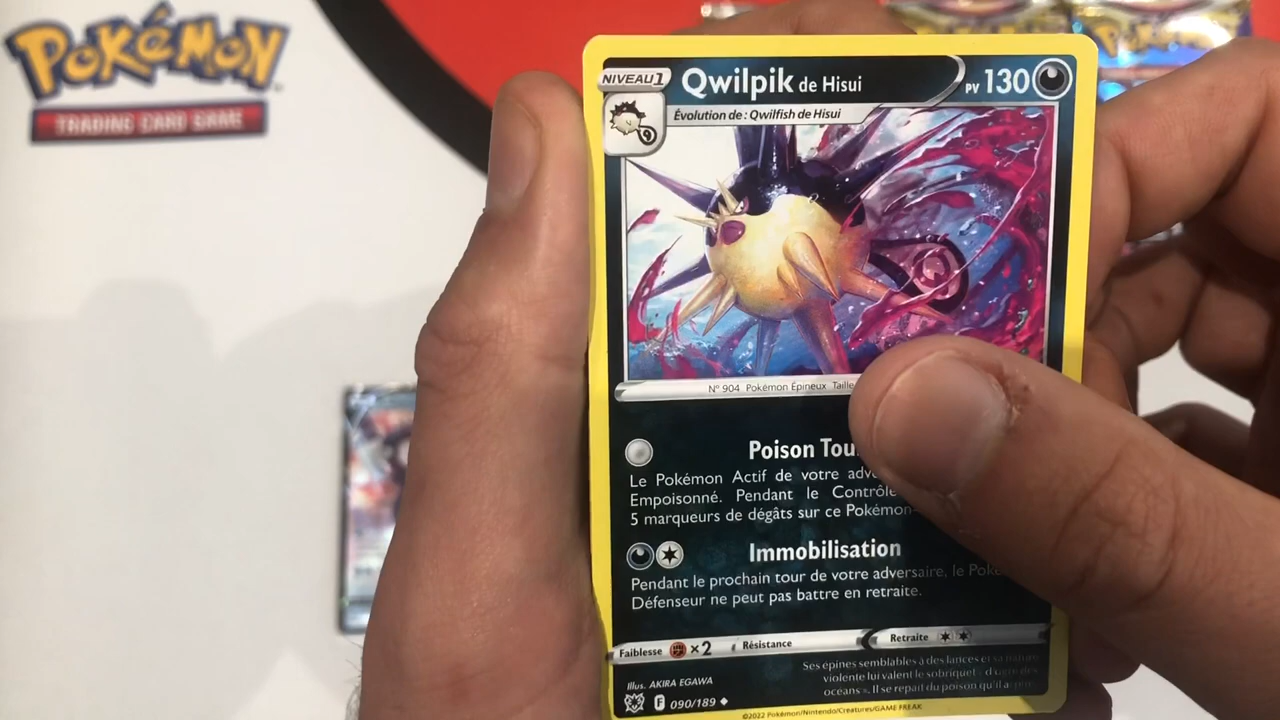 POKÉMON
TRADING CARD GAME
NIVEAU 1
Qwilpik de Hisui
PV 130
Évolution de : Qwilfish de Hisui
N° 904 Pokémon Épineux Taille
Poison Tou
Le Pokémon Actif de votre
Empoisonné. Pendant le Contrôle
5 marqueurs de dégâts sur ce Pokémon
Immobilisation
Pendant le prochain tour de votre adversaire, le
Défenseur ne peut pas battre en retraite.
Faiblesse ×2 Résistance
Retraite
Ses épines semblables à des lances et sa nature
violente lui valent le sobriquet
océans ». Il se repaît du poison qu'il
Illus. AKIRA EGAWA
F 090/189
©2022 Pokémon/Nintendo/Creatures/GAME FREAK